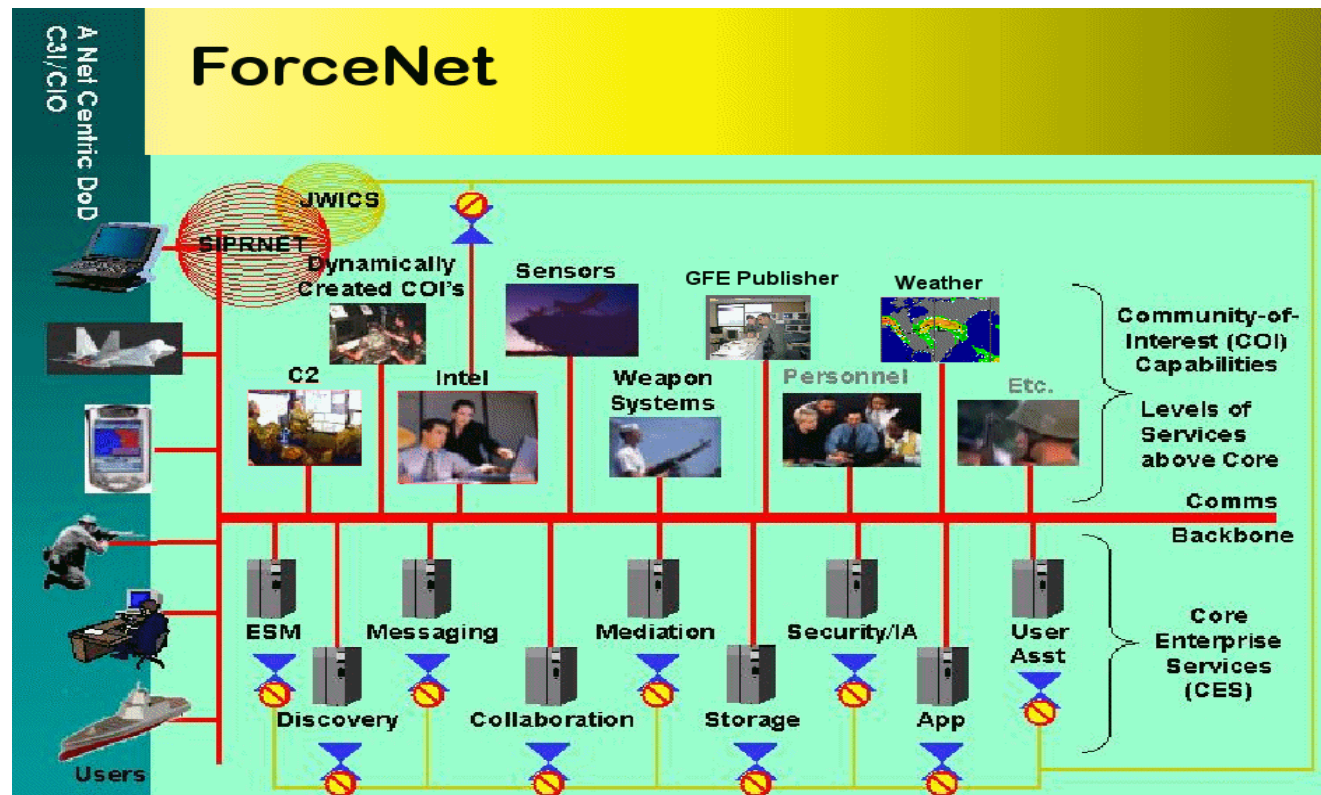 A Net Centric DoD
C3I/CIO
ForceNet
JWICS
SIPRNET
Dynamically
Created COI's
Sensors
GFE Publisher
Weather
C2
Intel
Weapon
Systems
Personnel
Etc.
Community-of-
Interest (COI)
Capabilities
Levels of
Services
above Core
Comms
Backbone
ESM
Messaging
Mediation
Security/IA
User
Asst
Discovery
Collaboration
Storage
App
Core
Enterprise
Services
(CES)
Users